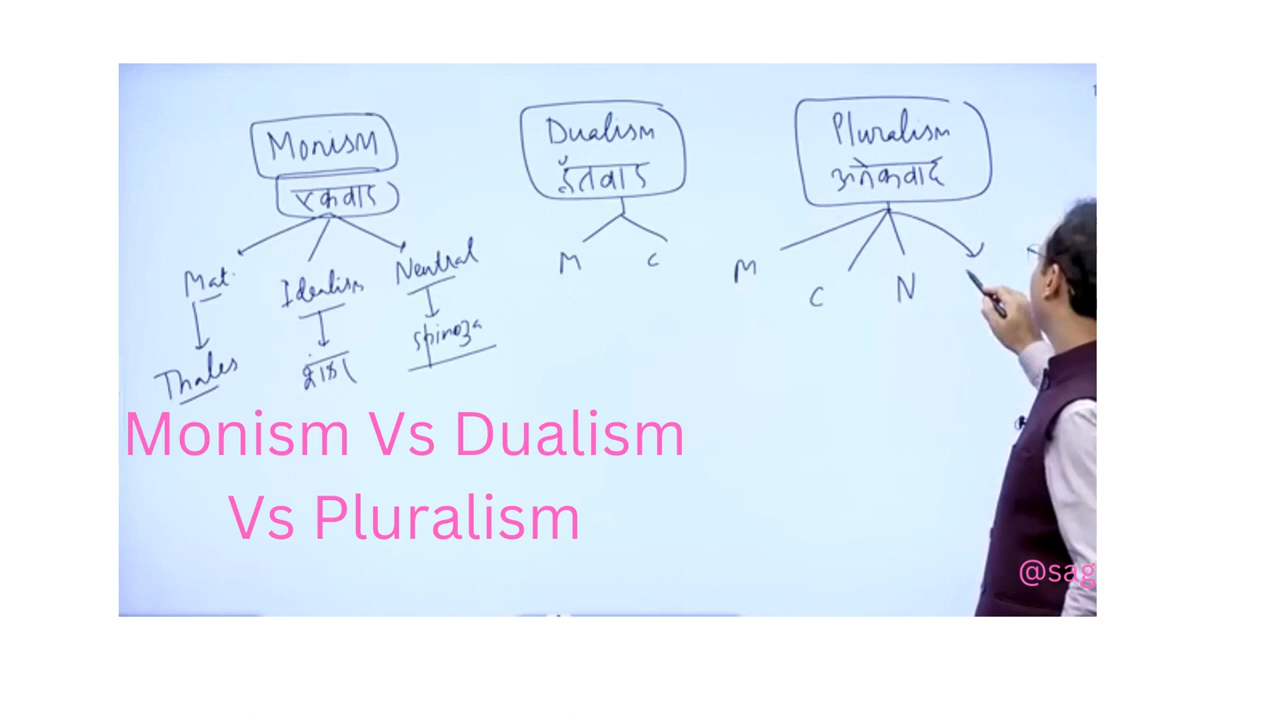 Monism
एकवाद
Mat.
Idealism
Neutral
Thales
Spinoza
Dualism
द्वैतवाद
M C
Pluralism
अनेकवाद
M C N
Monism Vs Dualism
Vs Pluralism
@sag